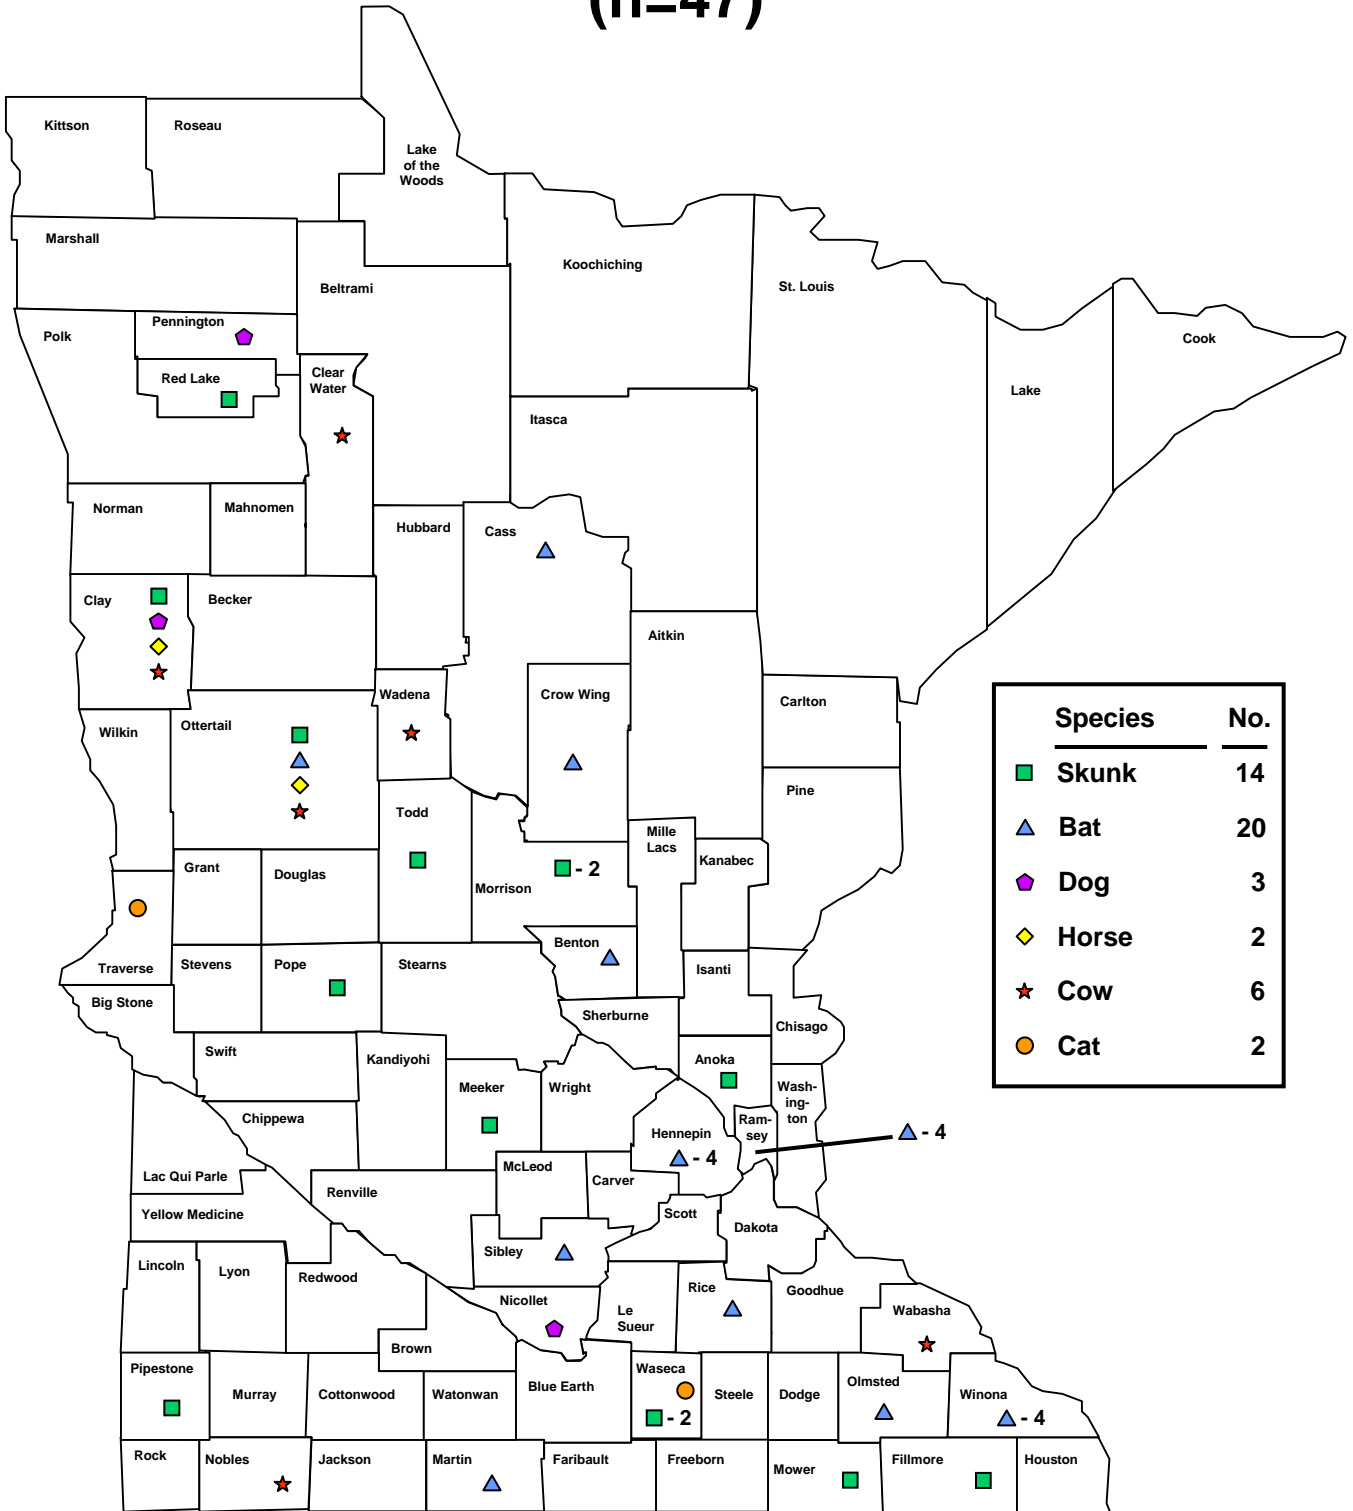 (n=47)
Kittson
Roseau
Lake
of the
Woods
Marshall
Koochiching
St. Louis
Beltrami
Cook
Polk
Pennington
Red Lake
Clear
Water
Lake
Itasca
Norman
Mahnomen
Hubbard
Cass
Clay
Becker
Aitkin
Wadena
Crow Wing
Carlton
Wilkin
Ottertail
Pine
Todd
Mille
Lacs
Kanabec
Grant
Douglas
Morrison
- 2
Benton
Traverse
Stevens
Pope
Stearns
Isanti
Big Stone
Sherburne
Chisago
Swift
Kandiyohi
Anoka
Meeker
Wright
Wash-
ing-
ton
Chippewa
Ram-
sey
Hennepin
- 4
- 4
Lac Qui Parle
McLeod
Carver
Renville
Yellow Medicine
Scott
Dakota
Sibley
Lincoln
Lyon
Redwood
Rice
Goodhue
Nicollet
Le
Sueur
Wabasha
Brown
Pipestone
Murray
Cottonwood
Watonwan
Blue Earth
Waseca
- 2
Steele
Dodge
Olmsted
Winona
- 4
Rock
Nobles
Jackson
Martin
Faribault
Freeborn
Mower
Fillmore
Houston
Species No.
Skunk 14
Bat 20
Dog 3
Horse 2
Cow 6
Cat 2